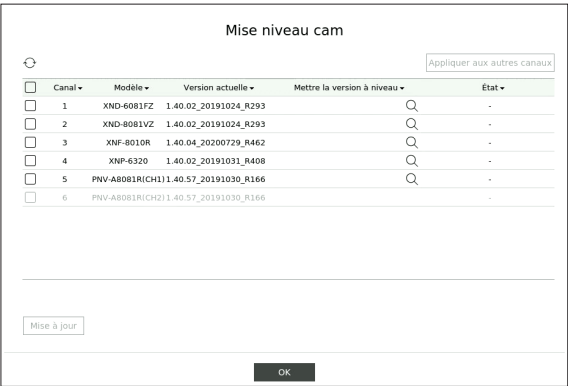 Mise niveau cam
Appliquer aux autres canaux
Canal Modèle Version actuelle Mettre la version à niveau État
1 XND-6081FZ 1.40.02_20191024_R293 -
2 XND-8081VZ 1.40.02_20191024_R293 -
3 XNF-8010R 1.40.04_20200729_R462 -
4 XNP-6320 1.40.02_20191031_R408 -
5 PNV-A8081R(CH1) 1.40.57_20191030_R166 -
6 PNV-A8081R(CH2) 1.40.57_20191030_R166 -
Mise à jour
OK